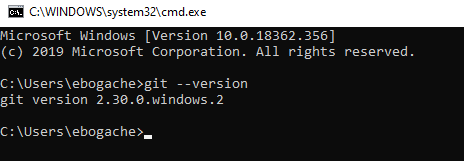 C:\WINDOWS\system32\cmd.exe
Microsoft Windows [Version 10.0.18362.356]
(c) 2019 Microsoft Corporation. All rights reserved.
C:\Users\ebogache>git --version
git version 2.30.0.windows.2
C:\Users\ebogache>